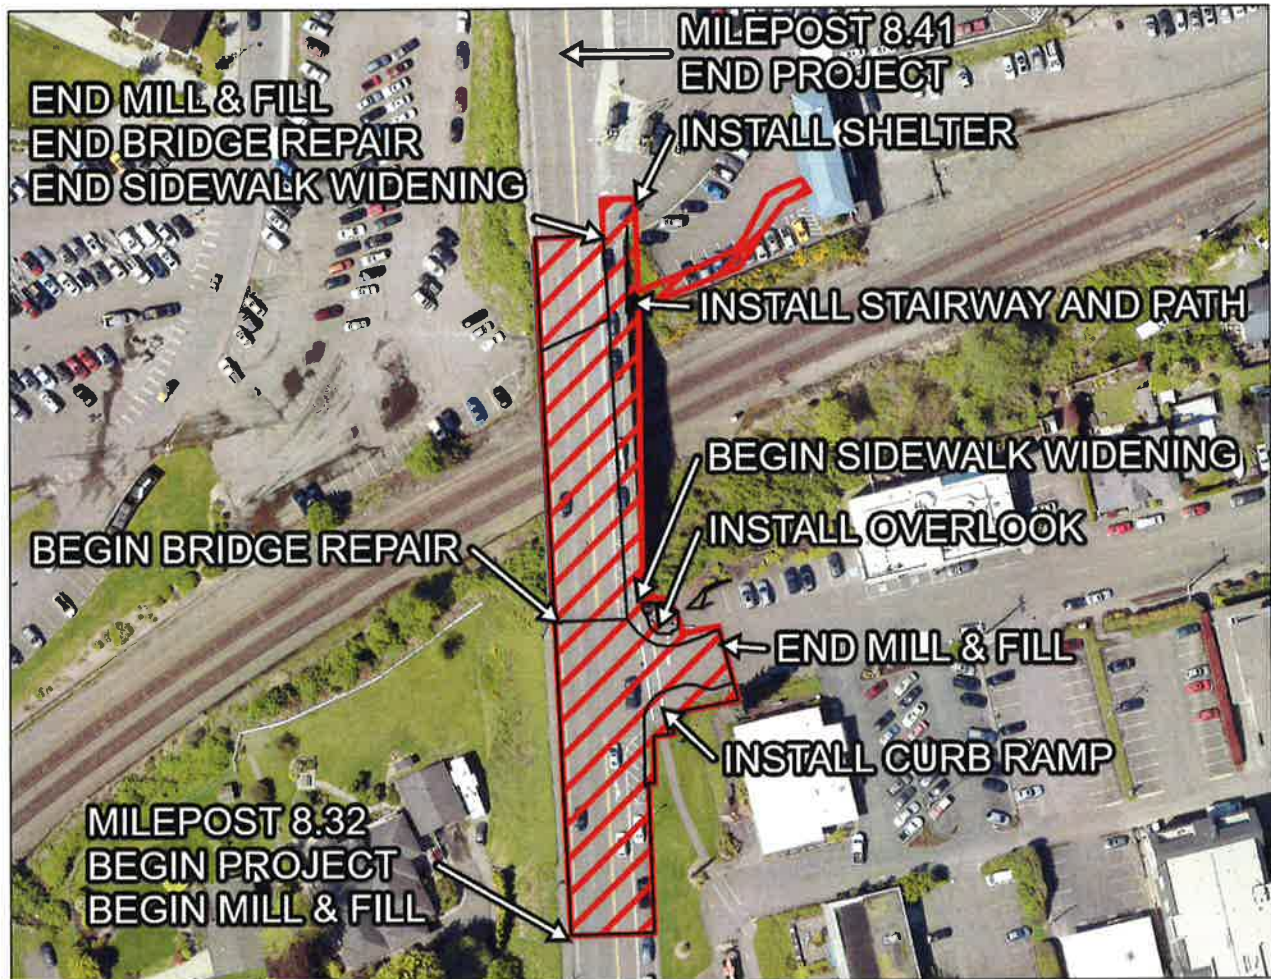 MILEPOST 8.41
END PROJECT
END MILL & FILL
END BRIDGE REPAIR
END SIDEWALK WIDENING
INSTALL SHELTER
INSTALL STAIRWAY AND PATH
BEGIN SIDEWALK WIDENING
INSTALL OVERLOOK
BEGIN BRIDGE REPAIR
END MILL & FILL
INSTALL CURB RAMP
MILEPOST 8.32
BEGIN PROJECT
BEGIN MILL & FILL